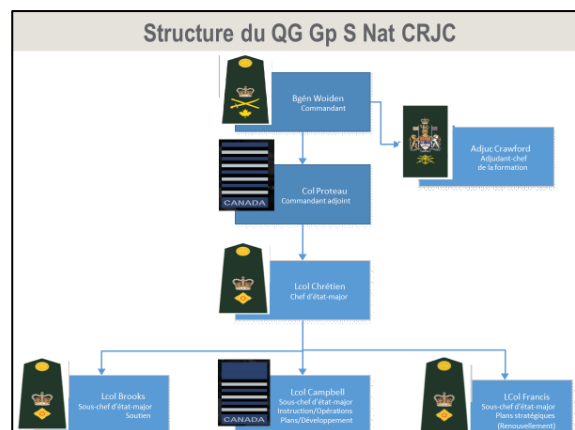 Structure du QG Gp S Nat CRJC
Bgén Woiden
Commandant
Adjuc Crawford
Adjudant-chef
de la formation
Col Proteau
Commandant adjoint
CANADA
Lcol Chrétien
Chef d'état-major
Lcol Brooks
Sous-chef d'état-major
Soutien
Lcol Campbell
Sous-chef d'état-major
Instruction/Opérations
Plans/Développement
CANADA
LCol Francis
Sous-chef d'état-major
Plans stratégiques
(Renouvellement)